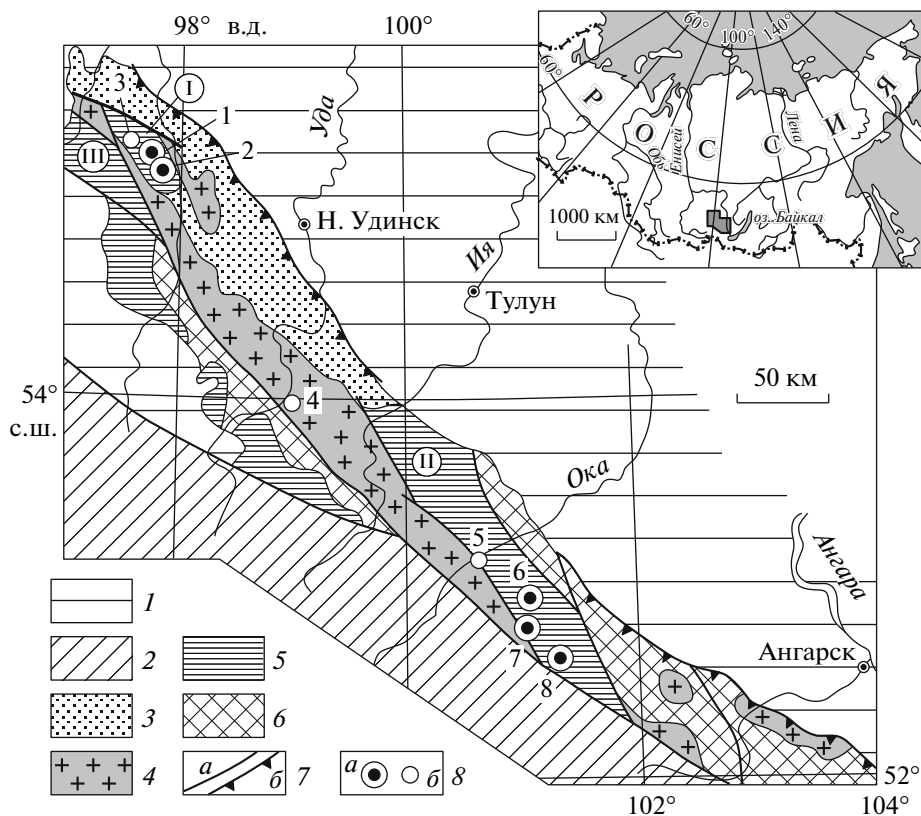 98° в.д. 100°
60° 100° 140°
60°
РОССИЯ
Обь
Енисей
Лена
оз. Байкал
1000 км
3 I
1
Уда
III
2
Н. Удинск
Ия
Тулун
54°
с.ш.
4
50 км
II
Ока
5
6
7
8
Ангара
Ангарск
1
2 5
3 6
4 а б 7 а б 8
52°
102° 104°